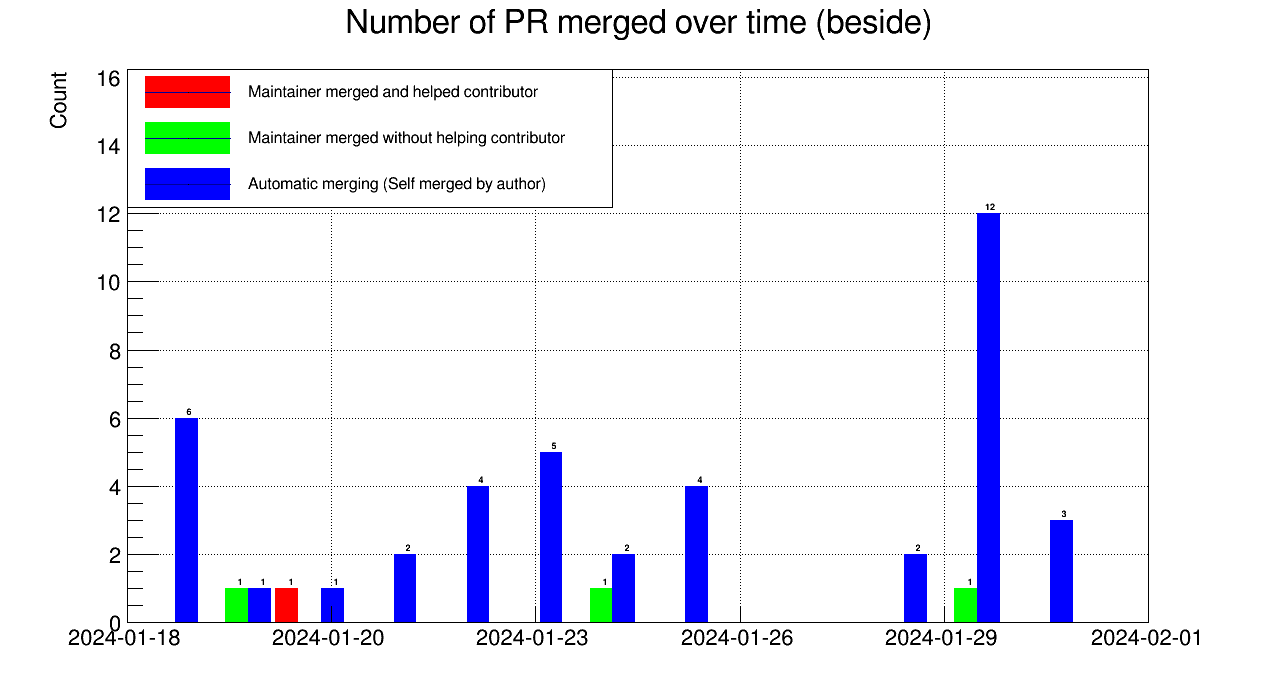 Number of PR merged over time (beside)
Count
16
14
12
10
8
6
4
2
0
Maintainer merged and helped contributor
Maintainer merged without helping contributor
Automatic merging (Self merged by author)
6
1 1 1 1
2
4
5
1 2
4
2
1 12
3
2024-01-18 2024-01-20 2024-01-23 2024-01-26 2024-01-29 2024-02-01